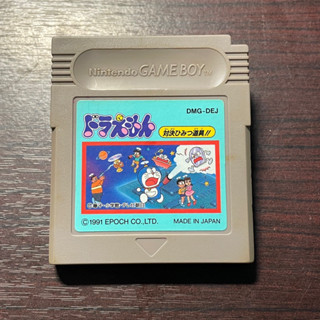 Nintendo GAME BOY
DMG-DEJ
ドラえもん
対決ひみつ道具!!
© 1991 EPOCH CO., LTD.
MADE IN JAPAN